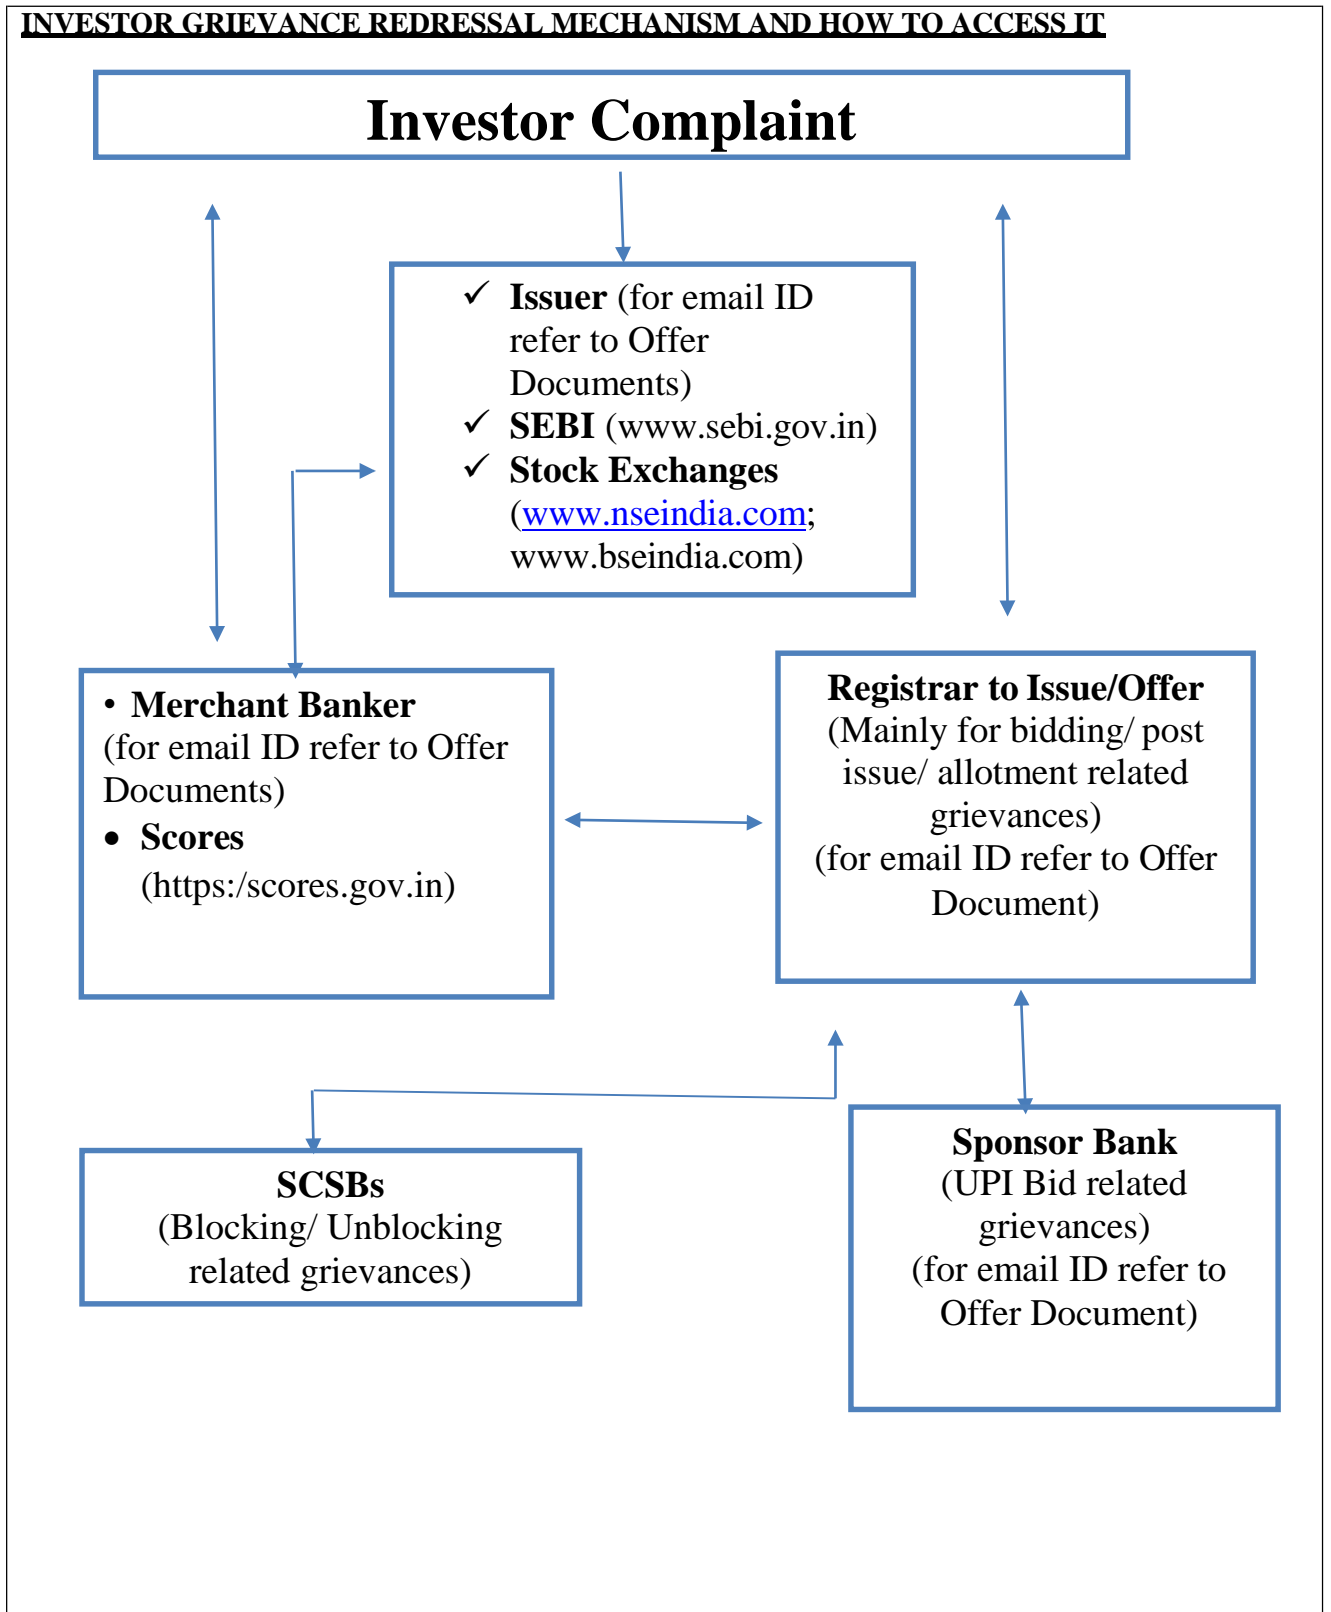 INVESTOR GRIEVANCE REDRESSAL MECHANISM AND HOW TO ACCESS IT
Investor Complaint
✓ Issuer (for email ID
refer to Offer
Documents)
✓ SEBI (www.sebi.gov.in)
✓ Stock Exchanges
(www.nseindia.com;
www.bseindia.com)
• Merchant Banker
(for email ID refer to Offer
Documents)
• Scores
(https:/scores.gov.in)
Registrar to Issue/Offer
(Mainly for bidding/ post
issue/ allotment related
grievances)
(for email ID refer to Offer
Document)
SCSBs
(Blocking/ Unblocking
related grievances)
Sponsor Bank
(UPI Bid related
grievances)
(for email ID refer to
Offer Document)